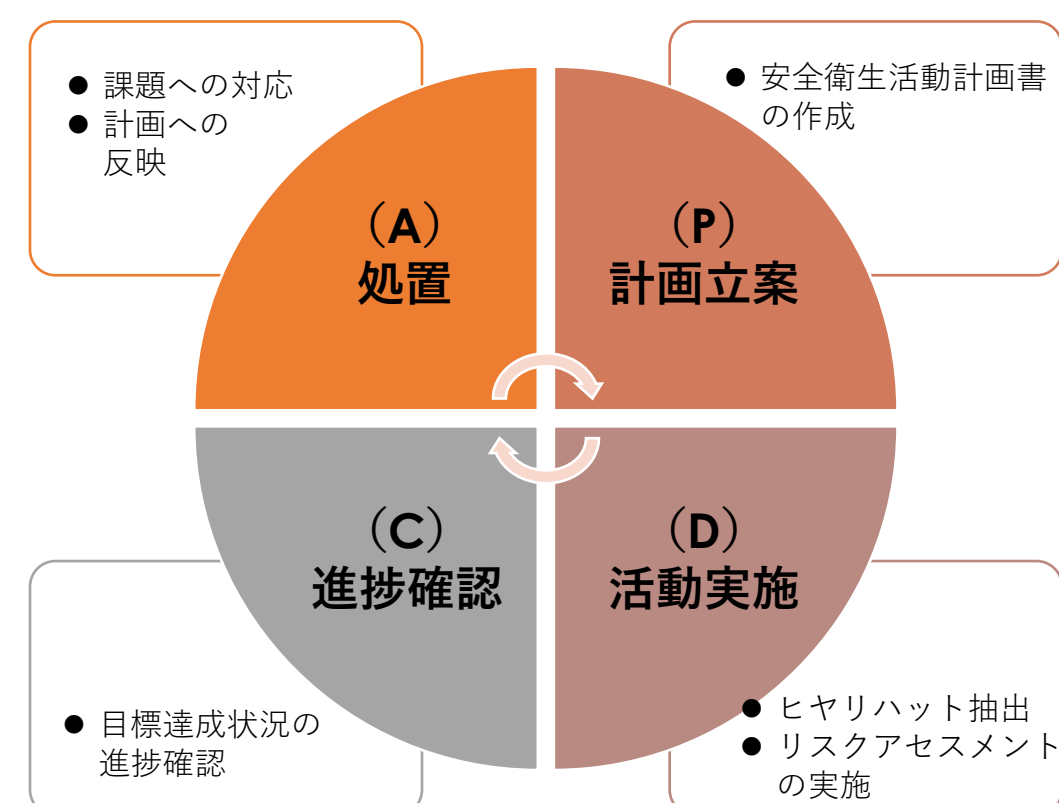 ● 課題への対応
● 計画への
反映
● 安全衛生活動計画書
の作成
（A）
処置
（P）
計画立案
（C）
進捗確認
（D）
活動実施
● 目標達成状況の
進捗確認
● ヒヤリハット抽出
● リスクアセスメント
の実施